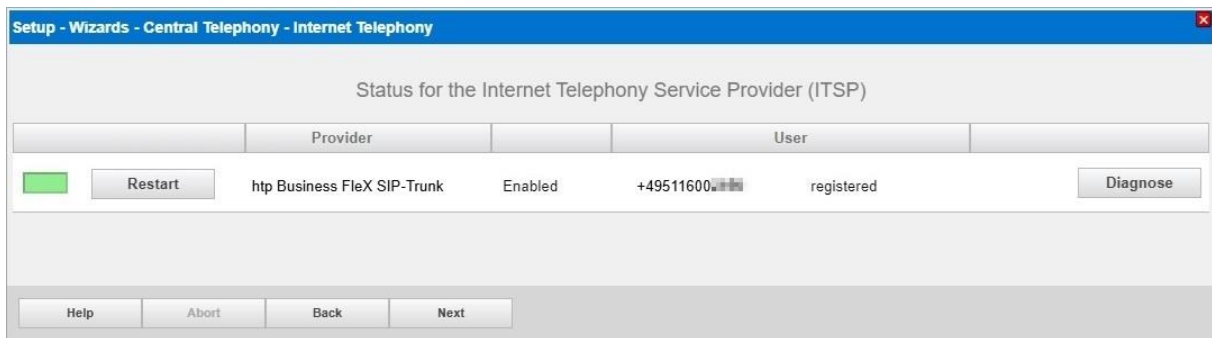 Setup - Wizards - Central Telephony - Internet Telephony
Status for the Internet Telephony Service Provider (ITSP)
Provider User
Restart htp Business FleX SIP-Trunk Enabled +49511600 registered Diagnose
Help Abort Back Next